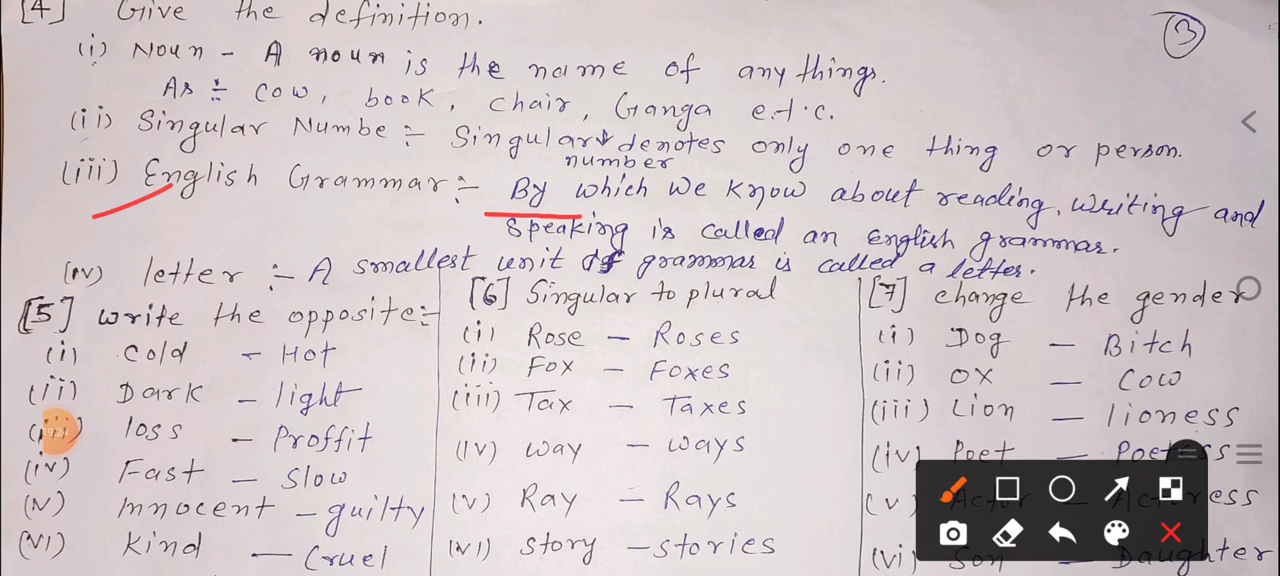 [4] Give the definition.
(3)
(i) Noun - A noun is the name of any things.
As :- cow, book, chair, Ganga e.t.c.
(ii) Singular Numbe :- Singular denotes only one thing or person.
number
(iii) English Grammar :- By which we know about reading, writing and
speaking is called an English grammar.
(iv) letter :- A smallest unit of grammar is called a letter.
[5] write the opposite:-
(i) cold - Hot
(ii) Dark - light
loss - Proffit
(iv) Fast - Slow
(v) Innocent - guilty
(vi) kind - Cruel
[6] Singular to plural
(i) Rose - Roses
(ii) Fox - Foxes
(iii) Tax - Taxes
(iv) way - ways
(v) Ray - Rays
(vi) story - stories
[7] change the gender
(i) Dog - Bitch
(ii) ox - Cow
(iii) Lion - lioness
(iv) Poet - Poetess
(v) Actor - Actress
(vi) Son - Daughter